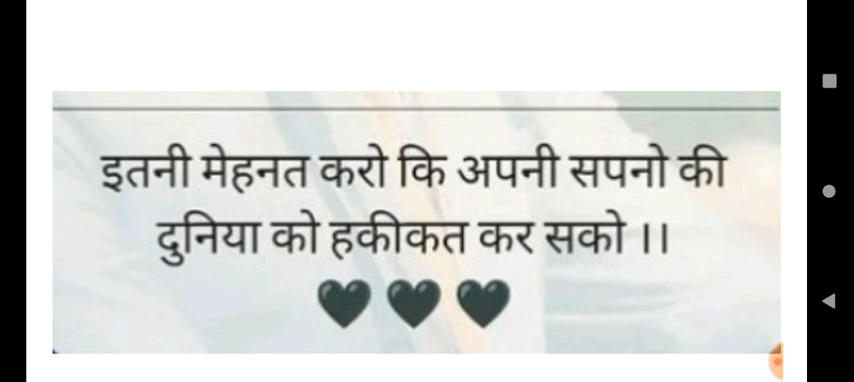 इतनी मेहनत करो कि अपनी सपनो की
दुनिया को हकीकत कर सको ।।
🖤 🖤 🖤